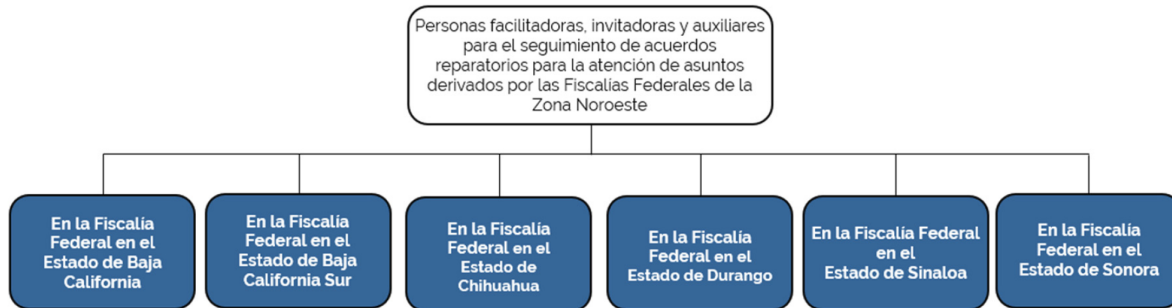 Personas facilitadoras, invitadoras y auxiliares
para el seguimiento de acuerdos
reparatorios para la atención de asuntos
derivados por las Fiscalías Federales de la
Zona Noroeste
En la Fiscalía
Federal en el
Estado de Baja
California
En la Fiscalía
Federal en el
Estado de Baja
California Sur
En la Fiscalía
Federal en el
Estado de
Chihuahua
En la Fiscalía
Federal en el
Estado de Durango
En la Fiscalía Federal
en el
Estado de Sinaloa
En la Fiscalía
Federal en el
Estado de Sonora